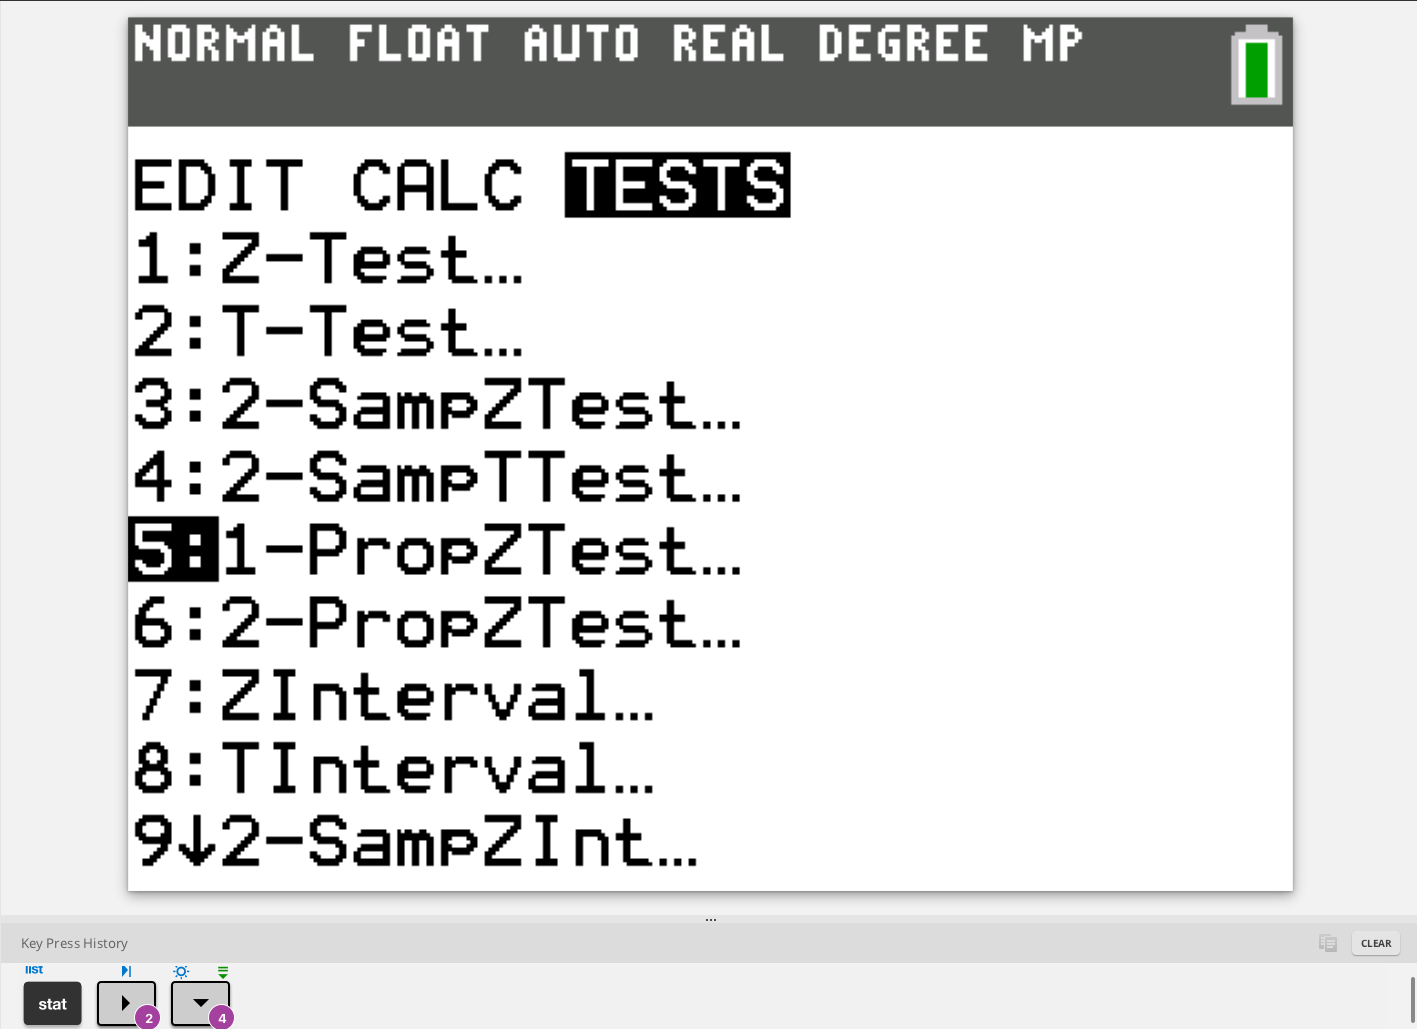 NORMAL FLOAT AUTO REAL DEGREE MP
EDIT CALC TESTS
1:Z-Test…
2:T-Test…
3:2-SampZTest…
4:2-SampTTest…
5:1-PropZTest…
6:2-PropZTest…
7:ZInterval…
8:TInterval…
9↓2-SampZInt…
...
Key Press History
CLEAR
list
stat
2
4